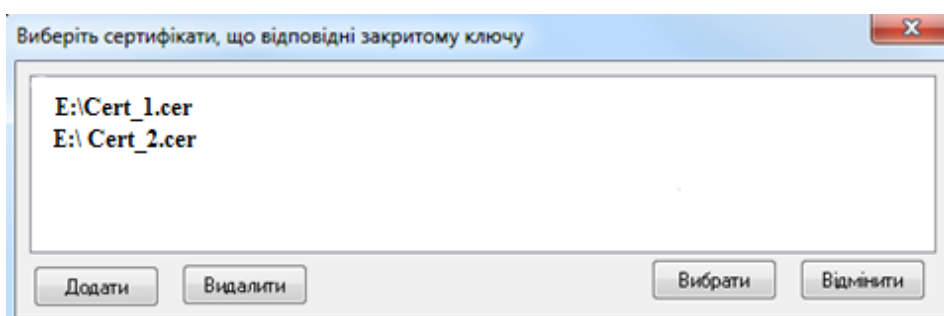 Виберіть сертифікати, що відповідні закритому ключу
E:\Cert_1.cer
E:\ Cert_2.cer
Додати Видалити Вибрати Відмінити